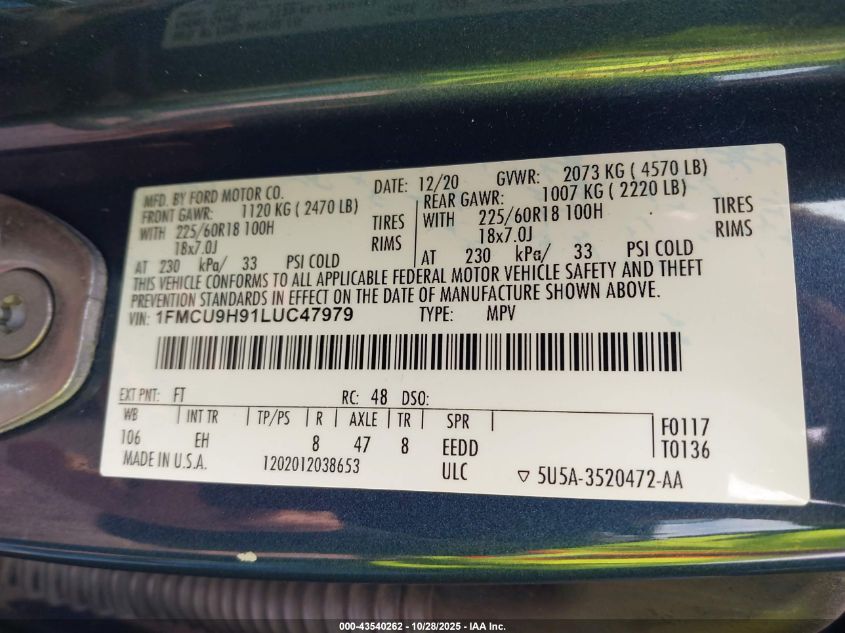 MFD. BY FORD MOTOR CO. DATE: 12/20 GVWR: 2073 KG ( 4570 LB)
FRONT GAWR: 1120 KG ( 2470 LB) REAR GAWR: 1007 KG ( 2220 LB)
WITH 225/60R18 100H TIRES WITH 225/60R18 100H TIRES
18x7.0J RIMS 18x7.0J RIMS
AT 230 kPa/ 33 PSI COLD AT 230 kPa/ 33 PSI COLD
THIS VEHICLE CONFORMS TO ALL APPLICABLE FEDERAL MOTOR VEHICLE SAFETY AND THEFT
PREVENTION STANDARDS IN EFFECT ON THE DATE OF MANUFACTURE SHOWN ABOVE.
VIN: 1FMCU9H91LUC47979 TYPE: MPV
EXT PNT: FT RC: 48 DSO:
WB INT TR TP/PS R AXLE TR SPR F0117
106 EH 8 47 8 EEDD T0136
MADE IN U.S.A. 1202012038653 ULC ▽ 5U5A-3520472-AA
000-43540262 | 10/28/2025 - IAA Inc.